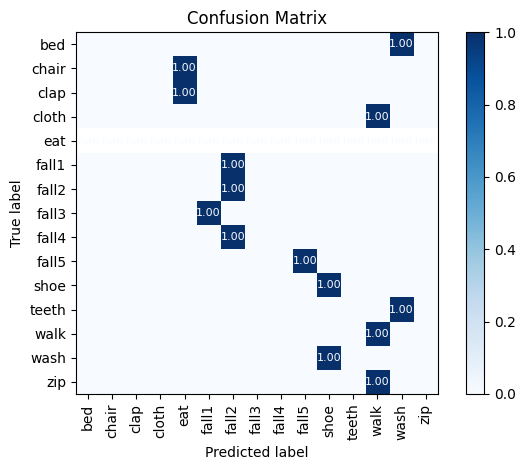 Confusion Matrix
True label
bed 1.00
chair 1.00
clap 1.00
cloth 1.00
eat
fall1 1.00
fall2 1.00
fall3 1.00
fall4 1.00
fall5 1.00
shoe 1.00
teeth 1.00
walk 1.00
wash 1.00
zip 1.00
bed chair clap cloth eat fall1 fall2 fall3 fall4 fall5 shoe teeth walk wash zip
Predicted label
1.0
0.8
0.6
0.4
0.2
0.0